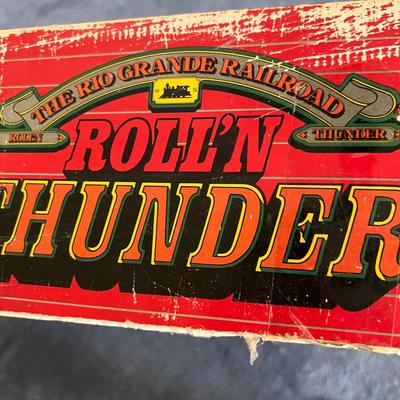 THE RIO GRANDE RAILROAD
ROLL'N THUNDER
ROLL'N
THUNDER